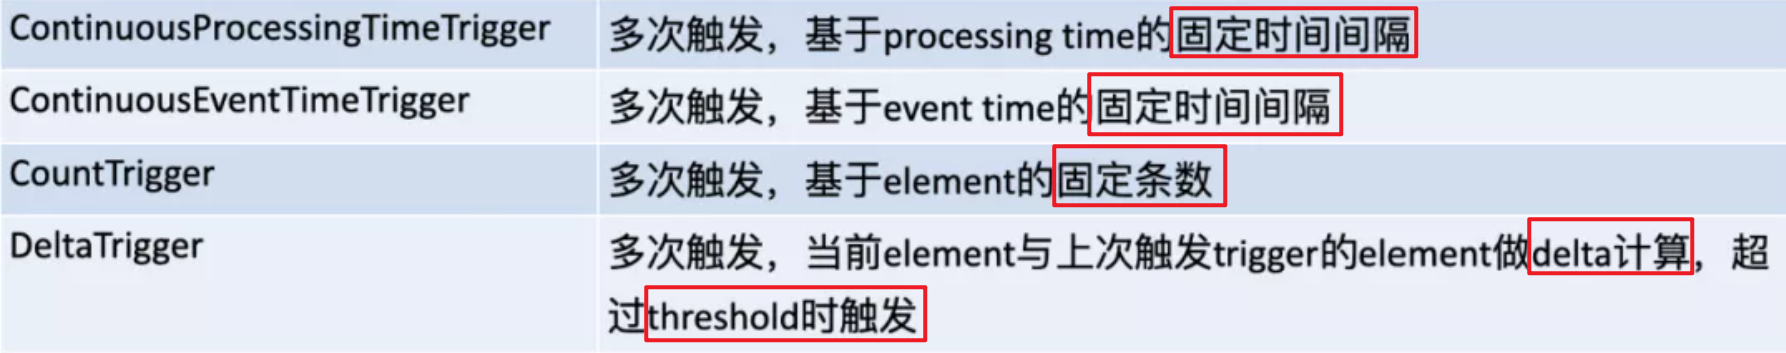 ContinuousProcessingTimeTrigger 多次触发，基于processing time的固定时间间隔
ContinuousEventTimeTrigger 多次触发，基于event time的固定时间间隔
CountTrigger 多次触发，基于element的固定条数
DeltaTrigger 多次触发，当前element与上次触发trigger的element做delta计算，超
过threshold时触发